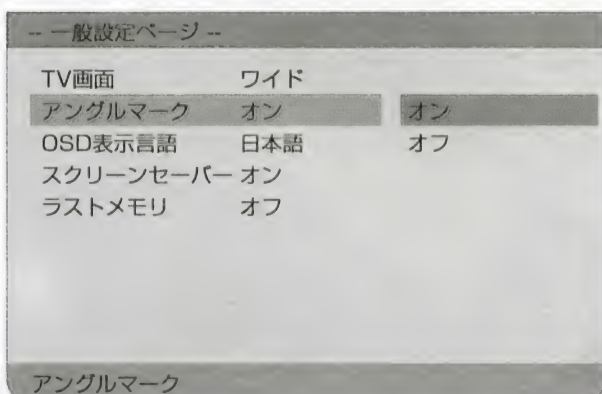 -- 一般設定ページ --
TV画面 ワイド
アングルマーク オン オン
OSD表示言語 日本語 オフ
スクリーンセーバー オン
ラストメモリ オフ
アングルマーク